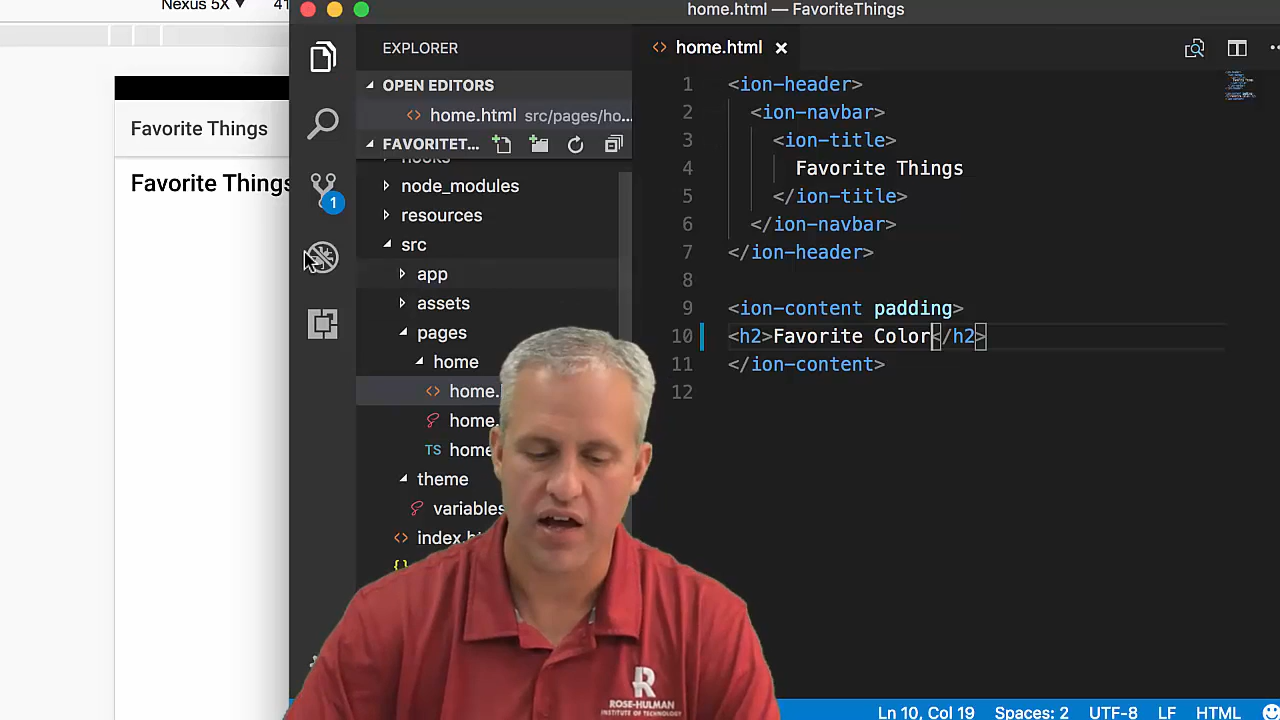 Nexus 5X ▼
home.html — FavoriteThings
EXPLORER
home.html
OPEN EDITORS
home.html src/pages/ho...
FAVORITET...
node_modules
resources
src
app
assets
pages
home
home.
home.
TS home
theme
variables
{}
Favorite Things
Favorite Things
1
1 <ion-header>
2 <ion-navbar>
3 <ion-title>
4 Favorite Things
5 </ion-title>
6 </ion-navbar>
7 </ion-header>
8
9 <ion-content padding>
10 <h2>Favorite Color</h2>
11 </ion-content>
12
R
ROSE-HULMAN
INSTITUTE OF TECHNOLOGY
Ln 10, Col 19 Spaces: 2 UTF-8 LF HTML